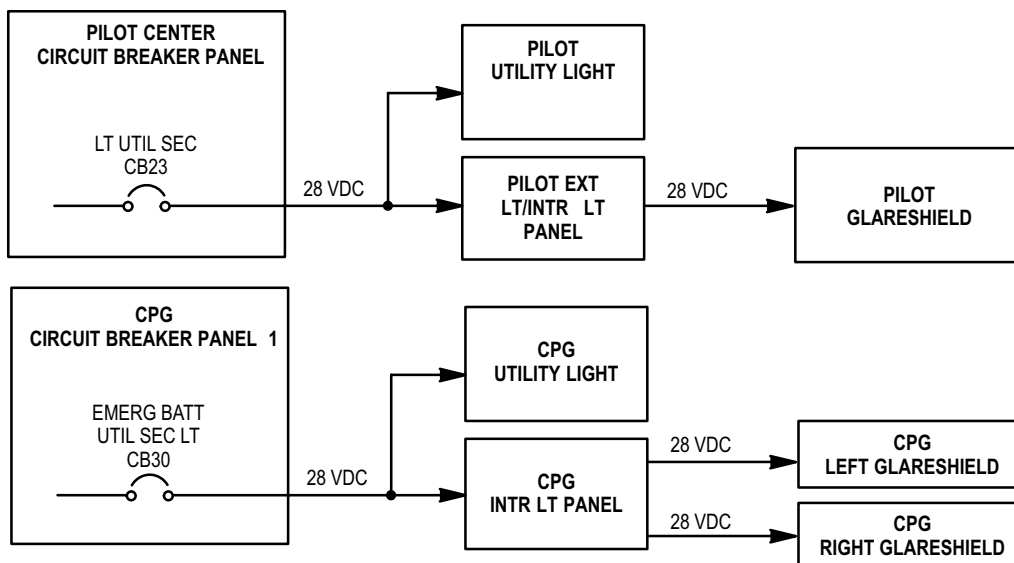 PILOT CENTER
CIRCUIT BREAKER PANEL
LT UTIL SEC
CB23
28 VDC
PILOT
UTILITY LIGHT
PILOT EXT
LT/INTR LT
PANEL
28 VDC
PILOT
GLARESHIELD
CPG
CIRCUIT BREAKER PANEL 1
EMERG BATT
UTIL SEC LT
CB30
28 VDC
CPG
UTILITY LIGHT
CPG
INTR LT PANEL
28 VDC
CPG
LEFT GLARESHIELD
28 VDC
CPG
RIGHT GLARESHIELD